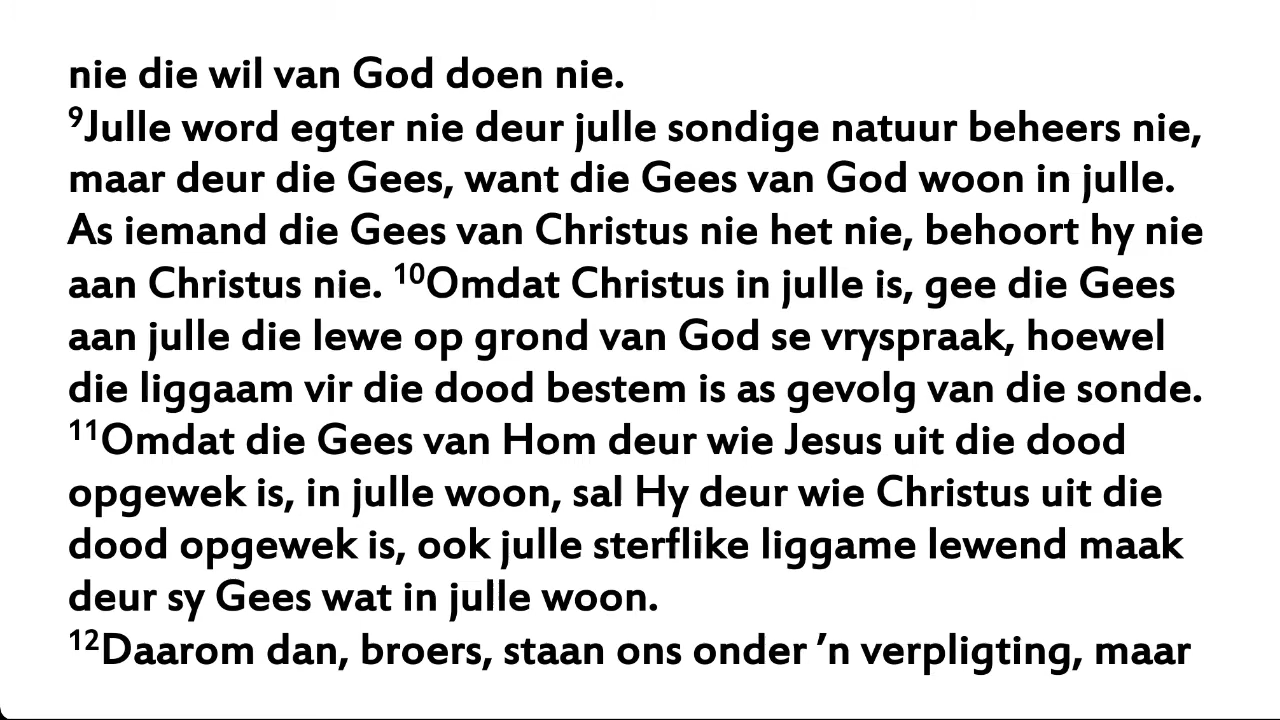 nie die wil van God doen nie.
⁹Julle word egter nie deur julle sondige natuur beheers nie,
maar deur die Gees, want die Gees van God woon in julle.
As iemand die Gees van Christus nie het nie, behoort hy nie
aan Christus nie. ¹⁰Omdat Christus in julle is, gee die Gees
aan julle die lewe op grond van God se vryspraak, hoewel
die liggaam vir die dood bestem is as gevolg van die sonde.
¹¹Omdat die Gees van Hom deur wie Jesus uit die dood
opgewek is, in julle woon, sal Hy deur wie Christus uit die
dood opgewek is, ook julle sterflike liggame lewend maak
deur sy Gees wat in julle woon.
¹²Daarom dan, broers, staan ons onder ’n verpligting, maar